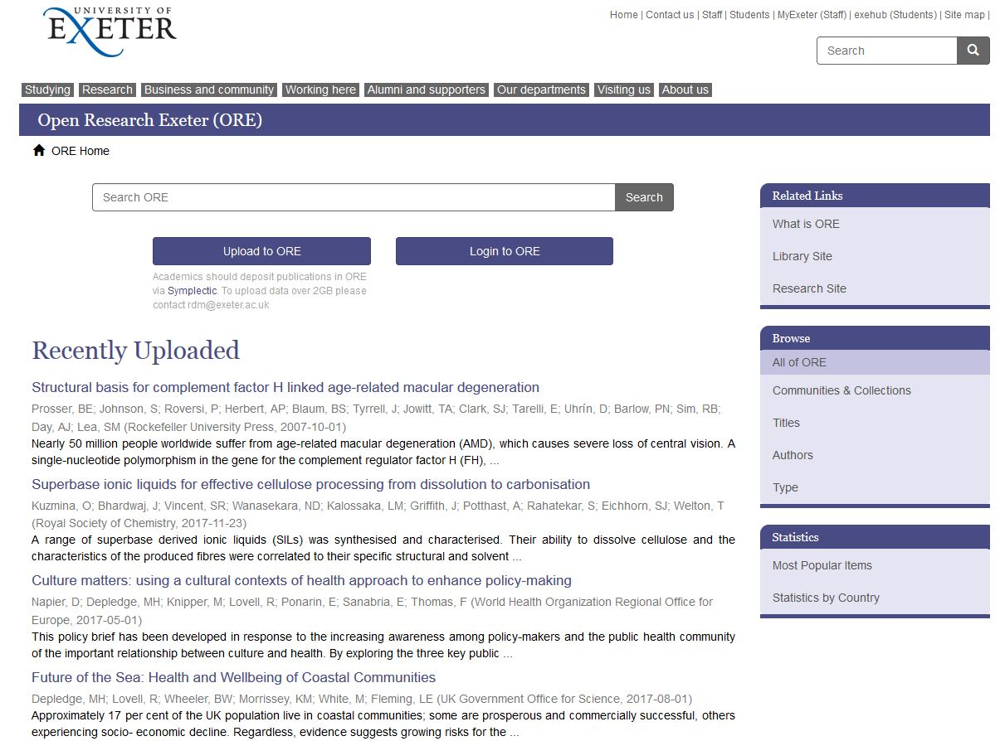 UNIVERSITY OF
EXETER
Home | Contact us | Staff | Students | MyExeter (Staff) | exehub (Students) | Site map |
Search
Studying Research Business and community Working here Alumni and supporters Our departments Visiting us About us
Open Research Exeter (ORE)
ORE Home
Search ORE
Search
Upload to ORE
Login to ORE
Academics should deposit publications in ORE
via Symplectic. To upload data over 2GB please
contact rdm@exeter.ac.uk
Recently Uploaded
Structural basis for complement factor H linked age-related macular degeneration
Prosser, BE; Johnson, S; Roversi, P; Herbert, AP; Blaum, BS; Tyrrell, J; Jowitt, TA; Clark, SJ; Tarelli, E; Uhrín, D; Barlow, PN; Sim, RB;
Day, AJ; Lea, SM (Rockefeller University Press, 2007-10-01)
Nearly 50 million people worldwide suffer from age-related macular degeneration (AMD), which causes severe loss of central vision. A
single-nucleotide polymorphism in the gene for the complement regulator factor H (FH), ...
Superbase ionic liquids for effective cellulose processing from dissolution to carbonisation
Kuzmina, O; Bhardwaj, J; Vincent, SR; Wanasekara, ND; Kalossaka, LM; Griffith, J; Potthast, A; Rahatekar, S; Eichhorn, SJ; Welton, T
(Royal Society of Chemistry, 2017-11-23)
A range of superbase derived ionic liquids (SILs) was synthesised and characterised. Their ability to dissolve cellulose and the
characteristics of the produced fibres were correlated to their specific structural and solvent ...
Culture matters: using a cultural contexts of health approach to enhance policy-making
Napier, D; Depledge, MH; Knipper, M; Lovell, R; Ponarin, E; Sanabria, E; Thomas, F (World Health Organization Regional Office for
Europe, 2017-05-01)
This policy brief has been developed in response to the increasing awareness among policy-makers and the public health community
of the important relationship between culture and health. By exploring the three key public ...
Future of the Sea: Health and Wellbeing of Coastal Communities
Depledge, MH; Lovell, R; Wheeler, BW; Morrissey, KM; White, M; Fleming, LE (UK Government Office for Science, 2017-08-01)
Approximately 17 per cent of the UK population live in coastal communities; some are prosperous and commercially successful, others
experiencing socio- economic decline. Regardless, evidence suggests growing risks for the ...
Related Links
What is ORE
Library Site
Research Site
Browse
All of ORE
Communities & Collections
Titles
Authors
Type
Statistics
Most Popular Items
Statistics by Country